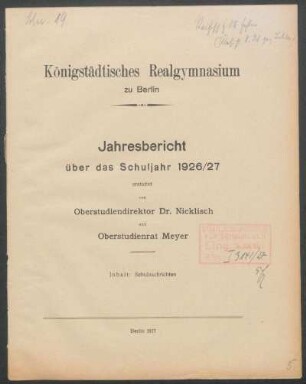 Königstädtisches Realgymnasium
zu Berlin
Jahresbericht
über das Schuljahr 1926/27
erstattet
von
Oberstudiendirektor Dr. Nicklisch
und
Oberstudienrat Meyer
Inhalt: Schulnachrichten
Berlin 1927